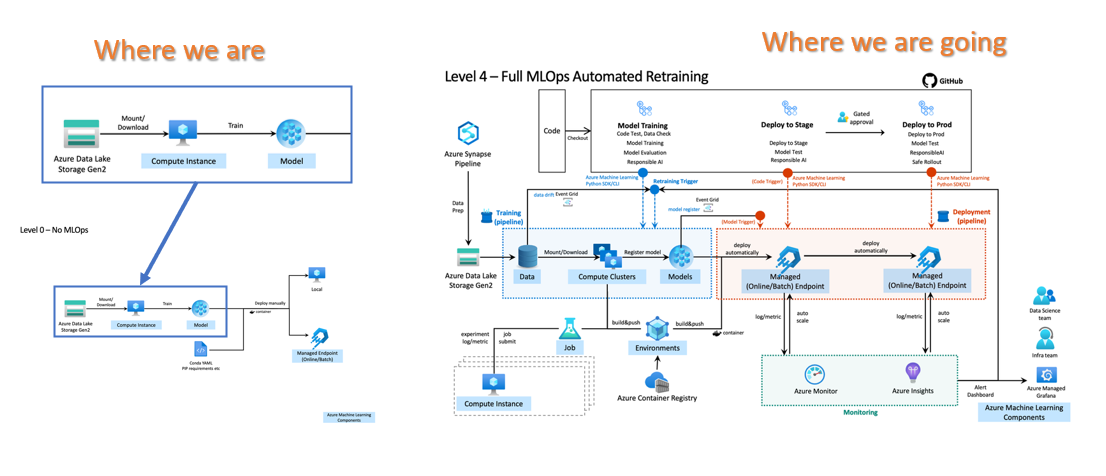 Where we are
Mount/
Download
Train
Azure Data Lake
Storage Gen2
Compute Instance
Model
Level 0 – No MLOps
Mount/
Download
Train
Azure Data Lake
Storage Gen2
Compute Instance
Model
Deploy manually
container
Local
Managed Endpoint
(Online/Batch)
Conda YAML
PIP requirements etc
Azure Machine Learning
Components
Where we are going
Level 4 – Full MLOps Automated Retraining
GitHub
Code
Checkout
Model Training
Code Test, Data Check
Model Training
Model Evaluation
Responsible AI
Deploy to Stage
Deploy to Stage
Model Test
Responsible AI
Gated
approval
Deploy to Prod
Deploy to Prod
Model Test
ResponsibleAI
Safe Rollout
Azure Synapse
Pipeline
Data
Prep
Azure Data Lake
Storage Gen2
Azure Machine Learning
Python SDK/CLI
Retraining Trigger
(Code Trigger)
Azure Machine Learning
Python SDK/CLI
Azure Machine Learning
Python SDK/CLI
data drift
Event Grid
Event Grid
model register
(Model Trigger)
Training
(pipeline)
Deployment
(pipeline)
Data
Mount/Download
Compute Clusters
Register model
Models
deploy
automatically
Managed
(Online/Batch) Endpoint
deploy
automatically
Managed
(Online/Batch) Endpoint
experiment
log/metric
job
submit
Job
build&push
Environments
build&push
container
Azure Container Registry
Compute Instance
log/metric
auto
scale
log/metric
auto
scale
Azure Monitor
Azure Insights
Monitoring
Alert
Dashboard
Data Science
team
Infra team
Azure Managed
Grafana
Azure Machine Learning
Components